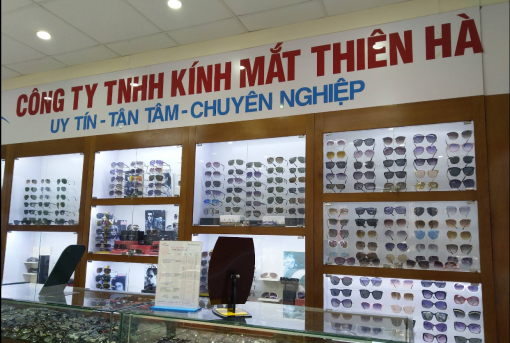 CÔNG TY TNHH KÍNH MẮT THIÊN HÀ
UY TÍN - TẬN TÂM - CHUYÊN NGHIỆP